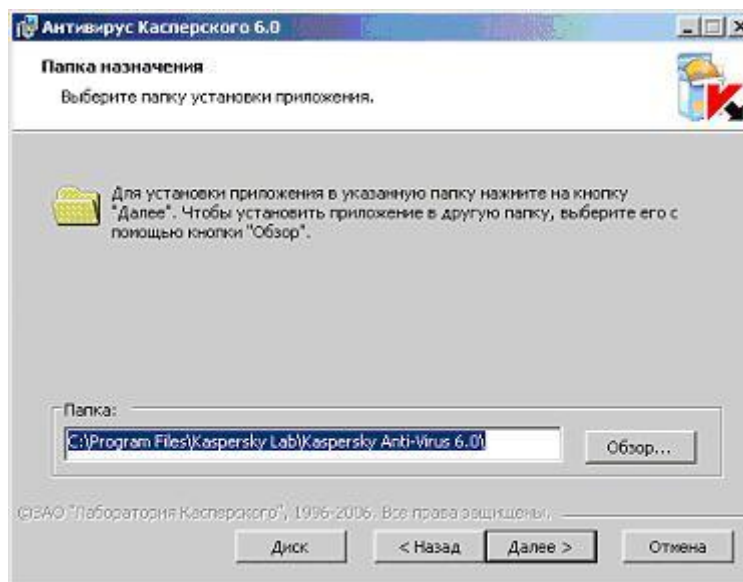 Антивирус Касперского 6.0
Папка назначения
Выберите папку установки приложения.
Для установки приложения в указанную папку нажмите на кнопку
"Далее". Чтобы установить приложение в другую папку, выберите его с
помощью кнопки "Обзор".
Папка:
C:\Program Files\Kaspersky Lab\Kaspersky Anti-Virus 6.0\
Обзор...
©ЗАО "Лаборатория Касперского", 1996-2006. Все права защищены.
Диск
< Назад
Далее >
Отмена